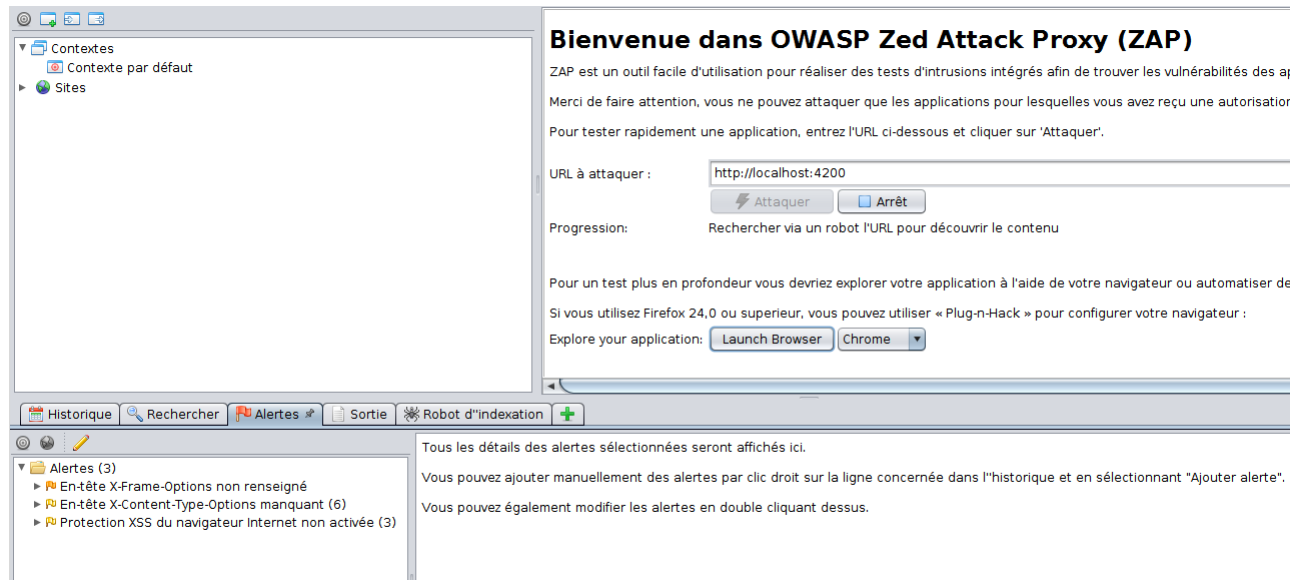 Contextes
Contexte par défaut
Sites
Bienvenue dans OWASP Zed Attack Proxy (ZAP)
ZAP est un outil facile d'utilisation pour réaliser des tests d'intrusions intégrés afin de trouver les vulnérabilités des
Merci de faire attention, vous ne pouvez attaquer que les applications pour lesquelles vous avez reçu une autorisation
Pour tester rapidement une application, entrez l'URL ci-dessous et cliquer sur 'Attaquer'.
URL à attaquer : http://localhost:4200
Attaquer Arrêt
Progression: Rechercher via un robot l'URL pour découvrir le contenu
Pour un test plus en profondeur vous devriez explorer votre application à l'aide de votre navigateur ou automatiser de
Si vous utilisez Firefox 24,0 ou superieur, vous pouvez utiliser « Plug-n-Hack » pour configurer votre navigateur :
Explore your application: Launch Browser Chrome
Historique Rechercher Alertes Sortie Robot d''indexation
Alertes (3)
En-tête X-Frame-Options non renseigné
En-tête X-Content-Type-Options manquant (6)
Protection XSS du navigateur Internet non activée (3)
Tous les détails des alertes sélectionnées seront affichés ici.
Vous pouvez ajouter manuellement des alertes par clic droit sur la ligne concernée dans l''historique et en sélectionnant "Ajouter alerte".
Vous pouvez également modifier les alertes en double cliquant dessus.